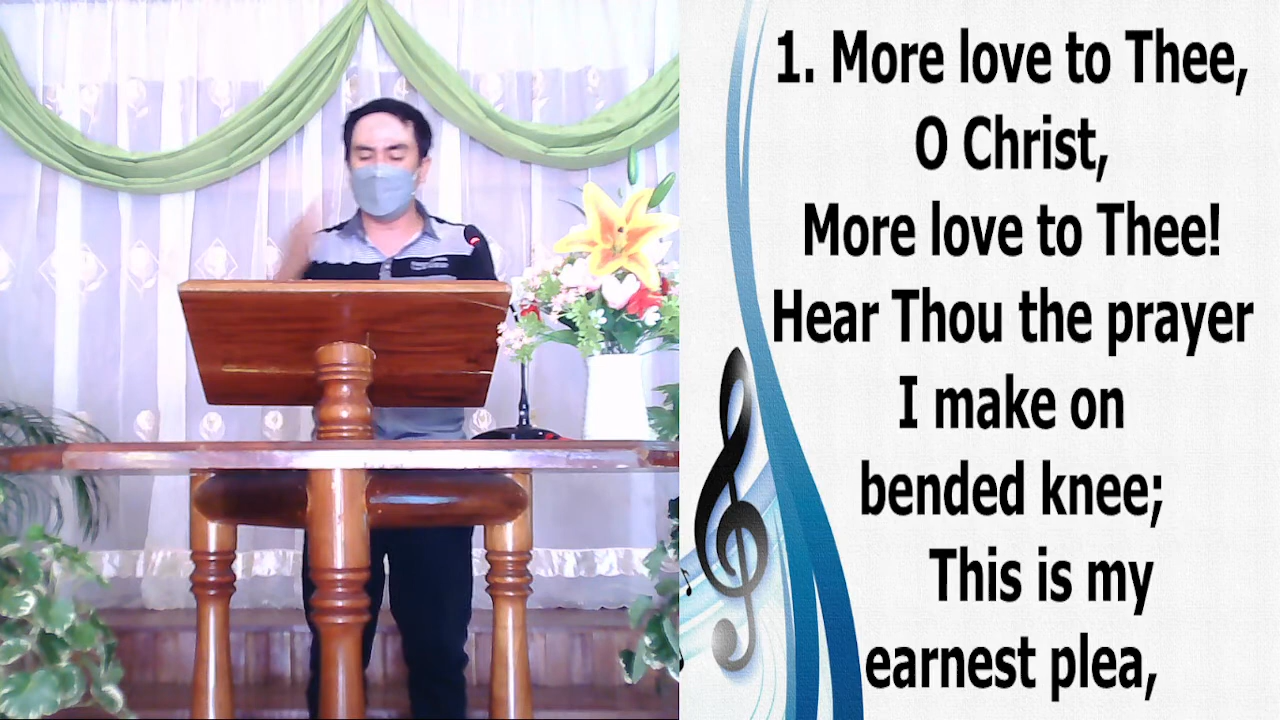 1. More love to Thee,
O Christ,
More love to Thee!
Hear Thou the prayer
I make on
bended knee;
This is my
earnest plea,